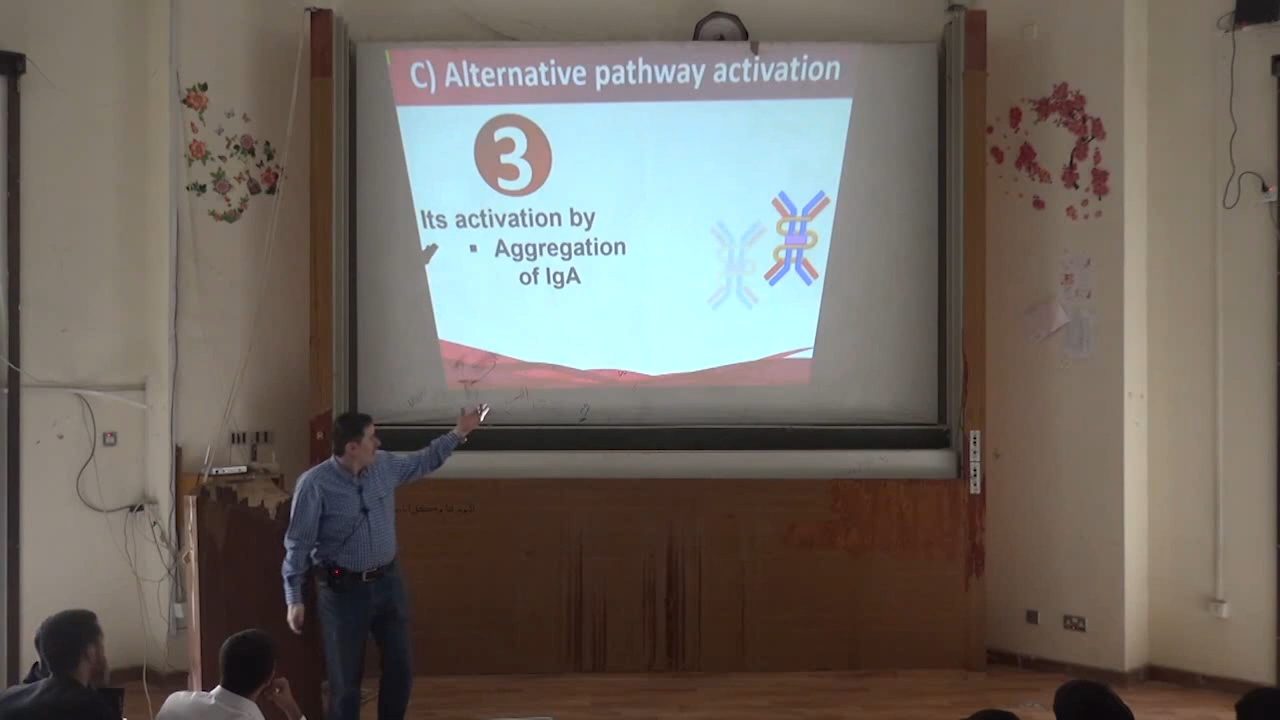 C) Alternative pathway activation
3
Its activation by
▪ Aggregation
of IgA